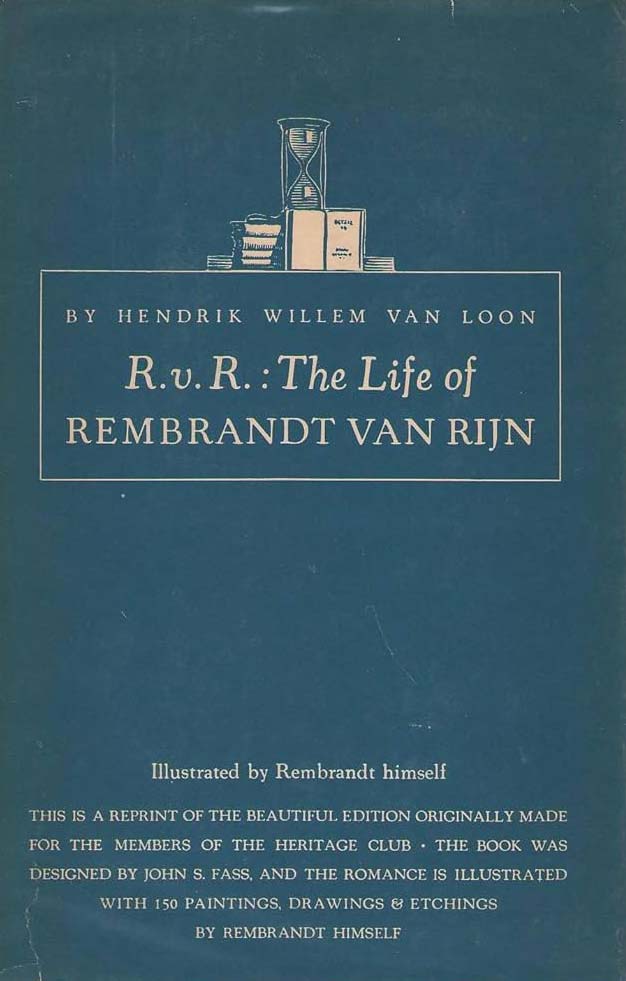 BY HENDRIK WILLEM VAN LOON
R.v.R.: The Life of
REMBRANDT VAN RIJN
Illustrated by Rembrandt himself
THIS IS A REPRINT OF THE BEAUTIFUL EDITION ORIGINALLY MADE
FOR THE MEMBERS OF THE HERITAGE CLUB · THE BOOK WAS
DESIGNED BY JOHN S. FASS, AND THE ROMANCE IS ILLUSTRATED
WITH 150 PAINTINGS, DRAWINGS & ETCHINGS
BY REMBRANDT HIMSELF